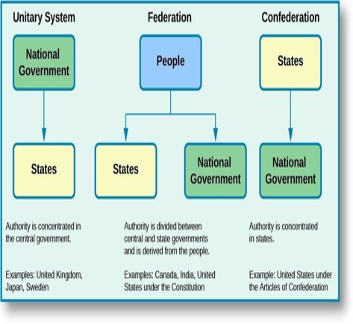 Unitary System
Federation
Confederation
National
Government
People
States
States
States
National
Government
National
Government
Authority is concentrated in
the central government.
Authority is divided between
central and state governments
and is derived from the people.
Authority is concentrated
in states.
Examples: United Kingdom,
Japan, Sweden
Examples: Canada, India, United
States under the Constitution
Example: United States under
the Articles of Confederation